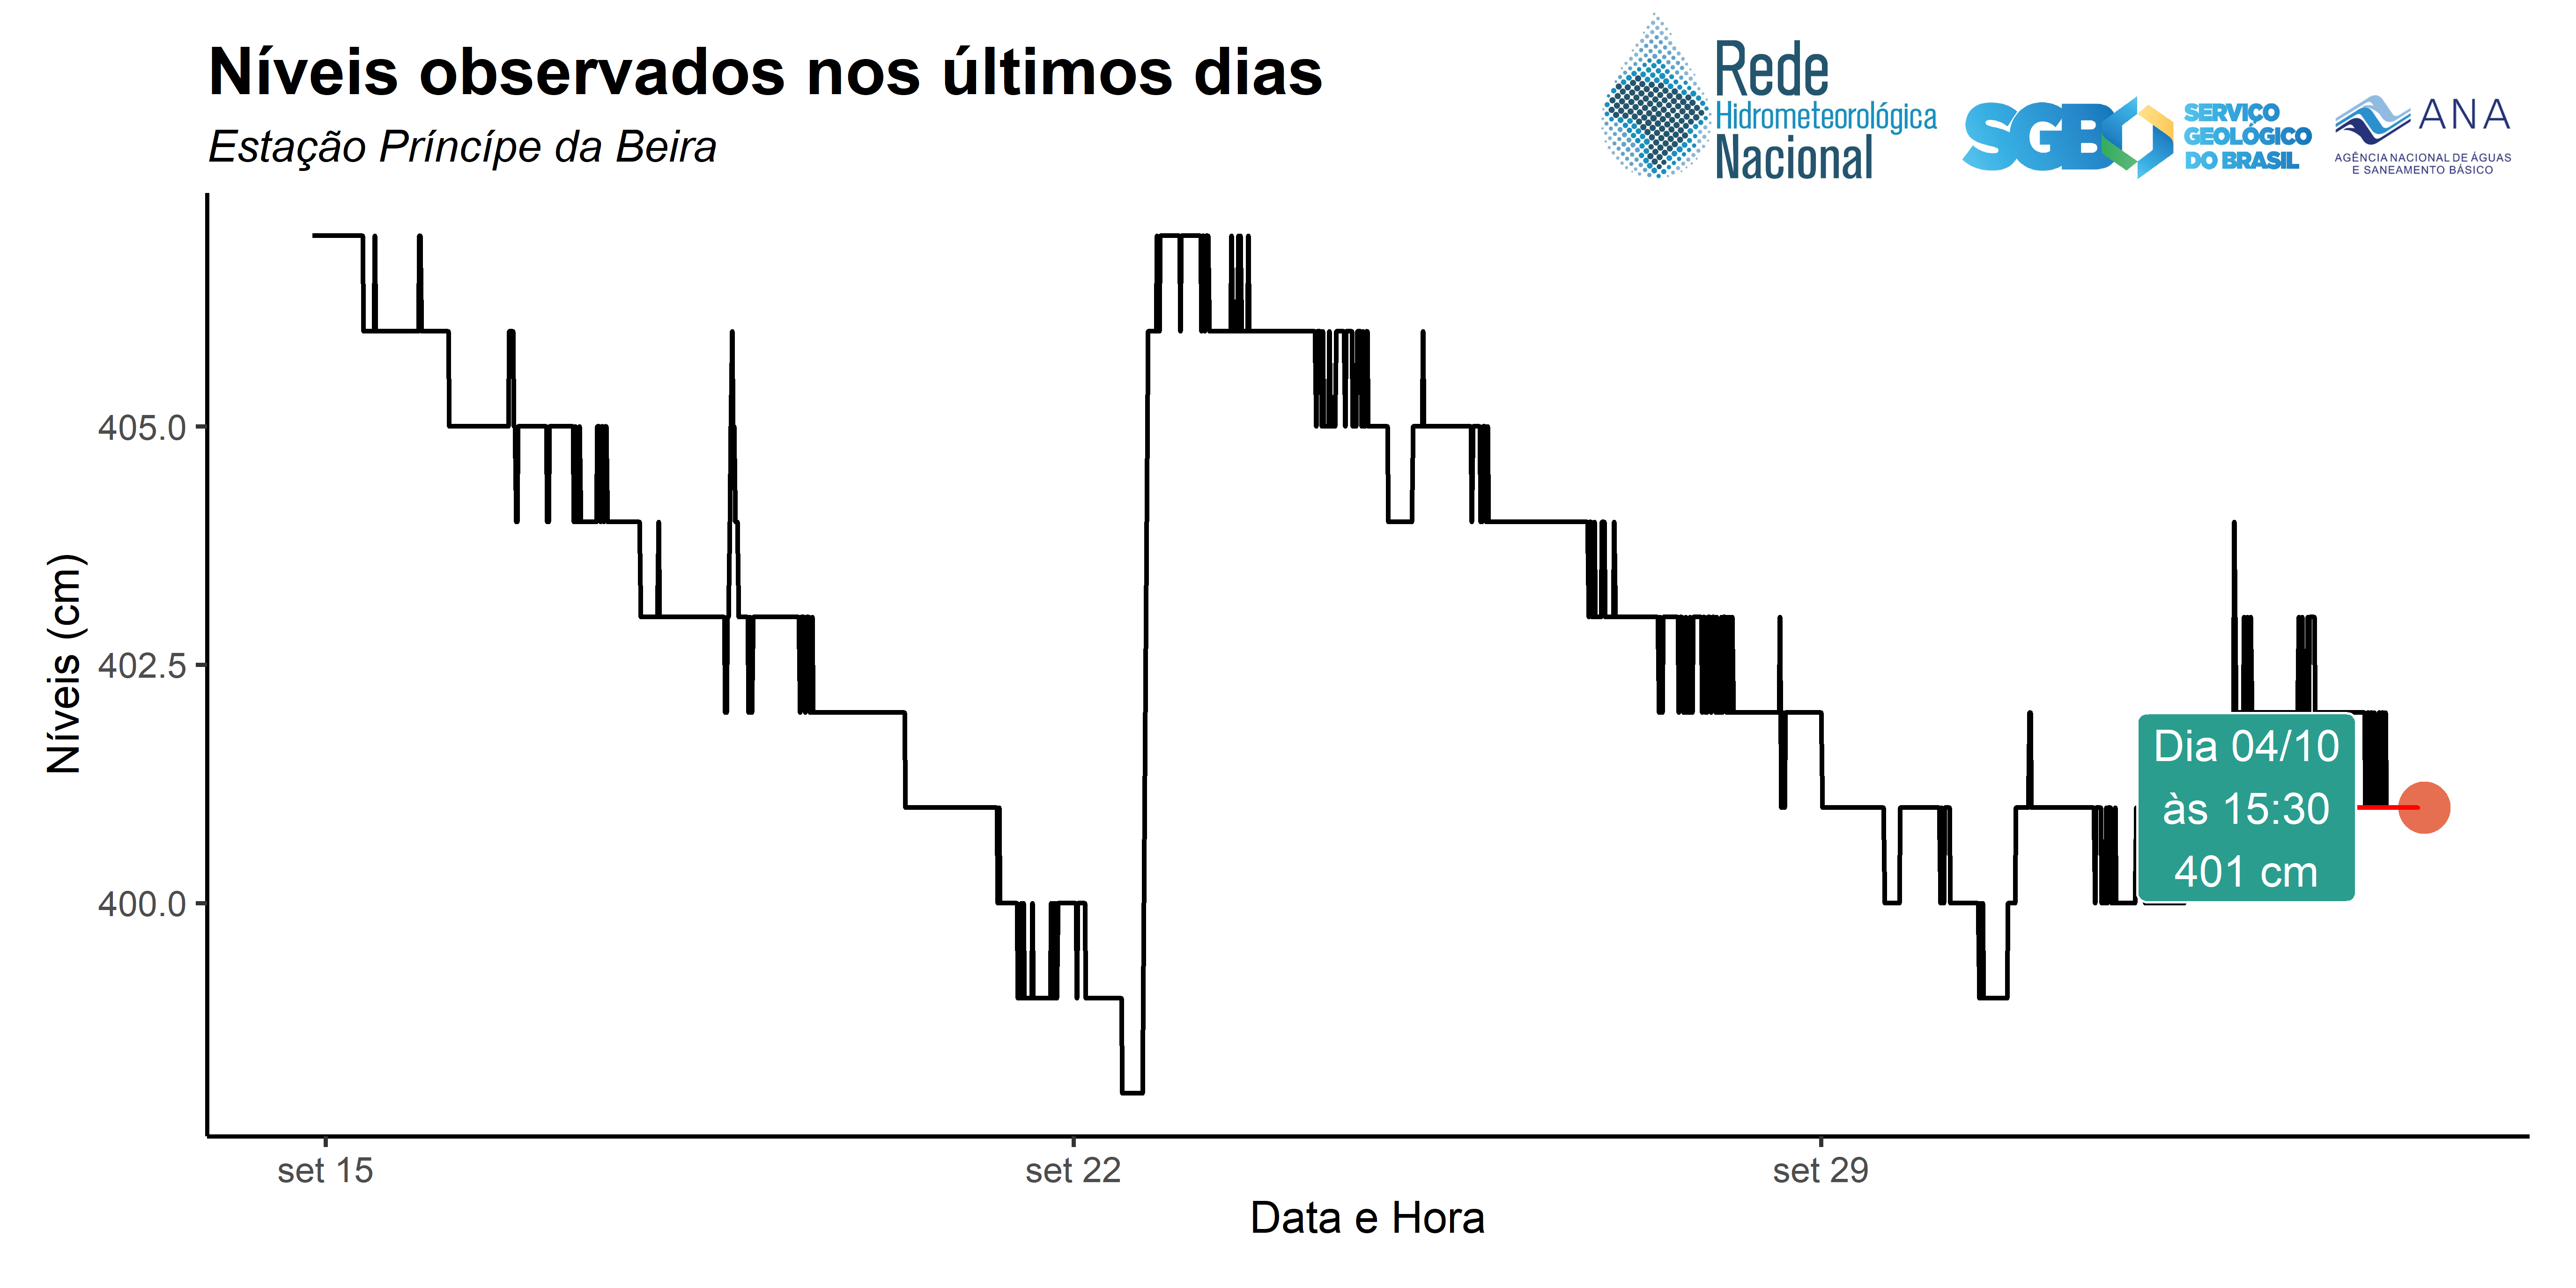 Níveis observados nos últimos dias
Estação Príncípe da Beira
Rede
Hidrometeorológica
Nacional
SGB
SERVIÇO
GEOLÓGICO
DO BRASIL
ANA
AGÊNCIA NACIONAL DE ÁGUAS
E SANEAMENTO BÁSICO
Níveis (cm)
405.0
402.5
400.0
Dia 04/10
às 15:30
401 cm
set 15
set 22
set 29
Data e Hora